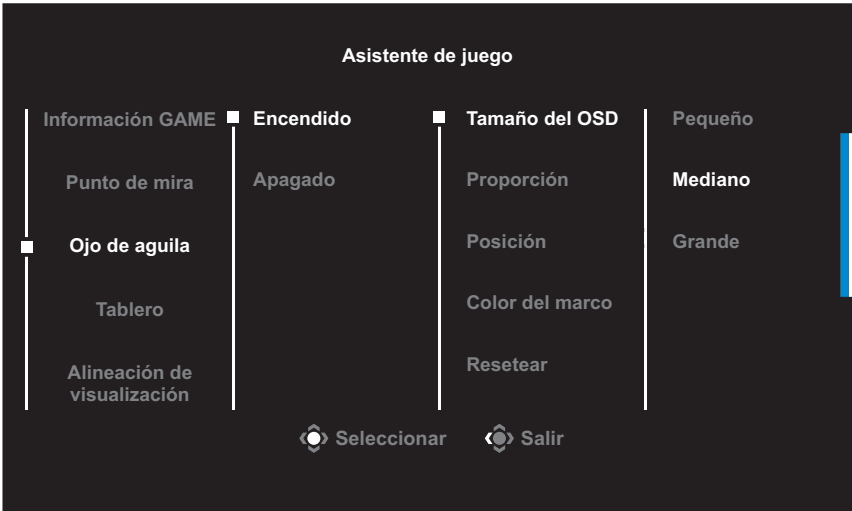 Asistente de juego
Información GAME
Punto de mira
Ojo de aguila
Tablero
Alineación de
visualización
Encendido
Apagado
Tamaño del OSD
Proporción
Posición
Color del marco
Resetear
Pequeño
Mediano
Grande
Seleccionar
Salir